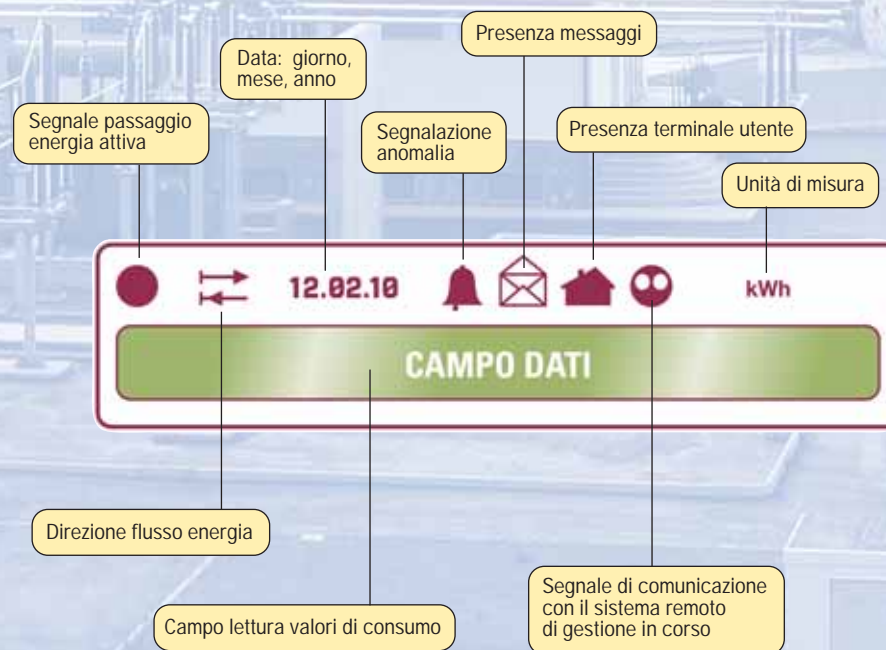 Presenza messaggi
Data: giorno,
mese, anno
Segnale passaggio
energia attiva
Segnalazione
anomalia
Presenza terminale utente
Unità di misura
12.02.10
kWh
CAMPO DATI
Direzione flusso energia
Campo lettura valori di consumo
Segnale di comunicazione
con il sistema remoto
di gestione in corso